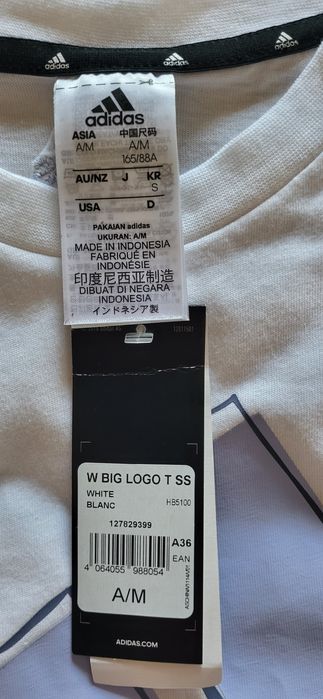 adidas
adidas
adidas
adidas
ASIA 中国尺码
A/M A/M
165/88A
AU/NZ J KR
S
USA D
PAKAIAN adidas
UKURAN: A/M
MADE IN INDONESIA
FABRIQUÉ EN
INDONÉSIE
印度尼西亚制造
DIBUAT DI NEGARA
INDONESIA
インドネシア製
W BIG LOGO T SS
WHITE
BLANC HB5100
127829399
A36
EAN
4 064055 988054
A/M
ADIDAS.COM